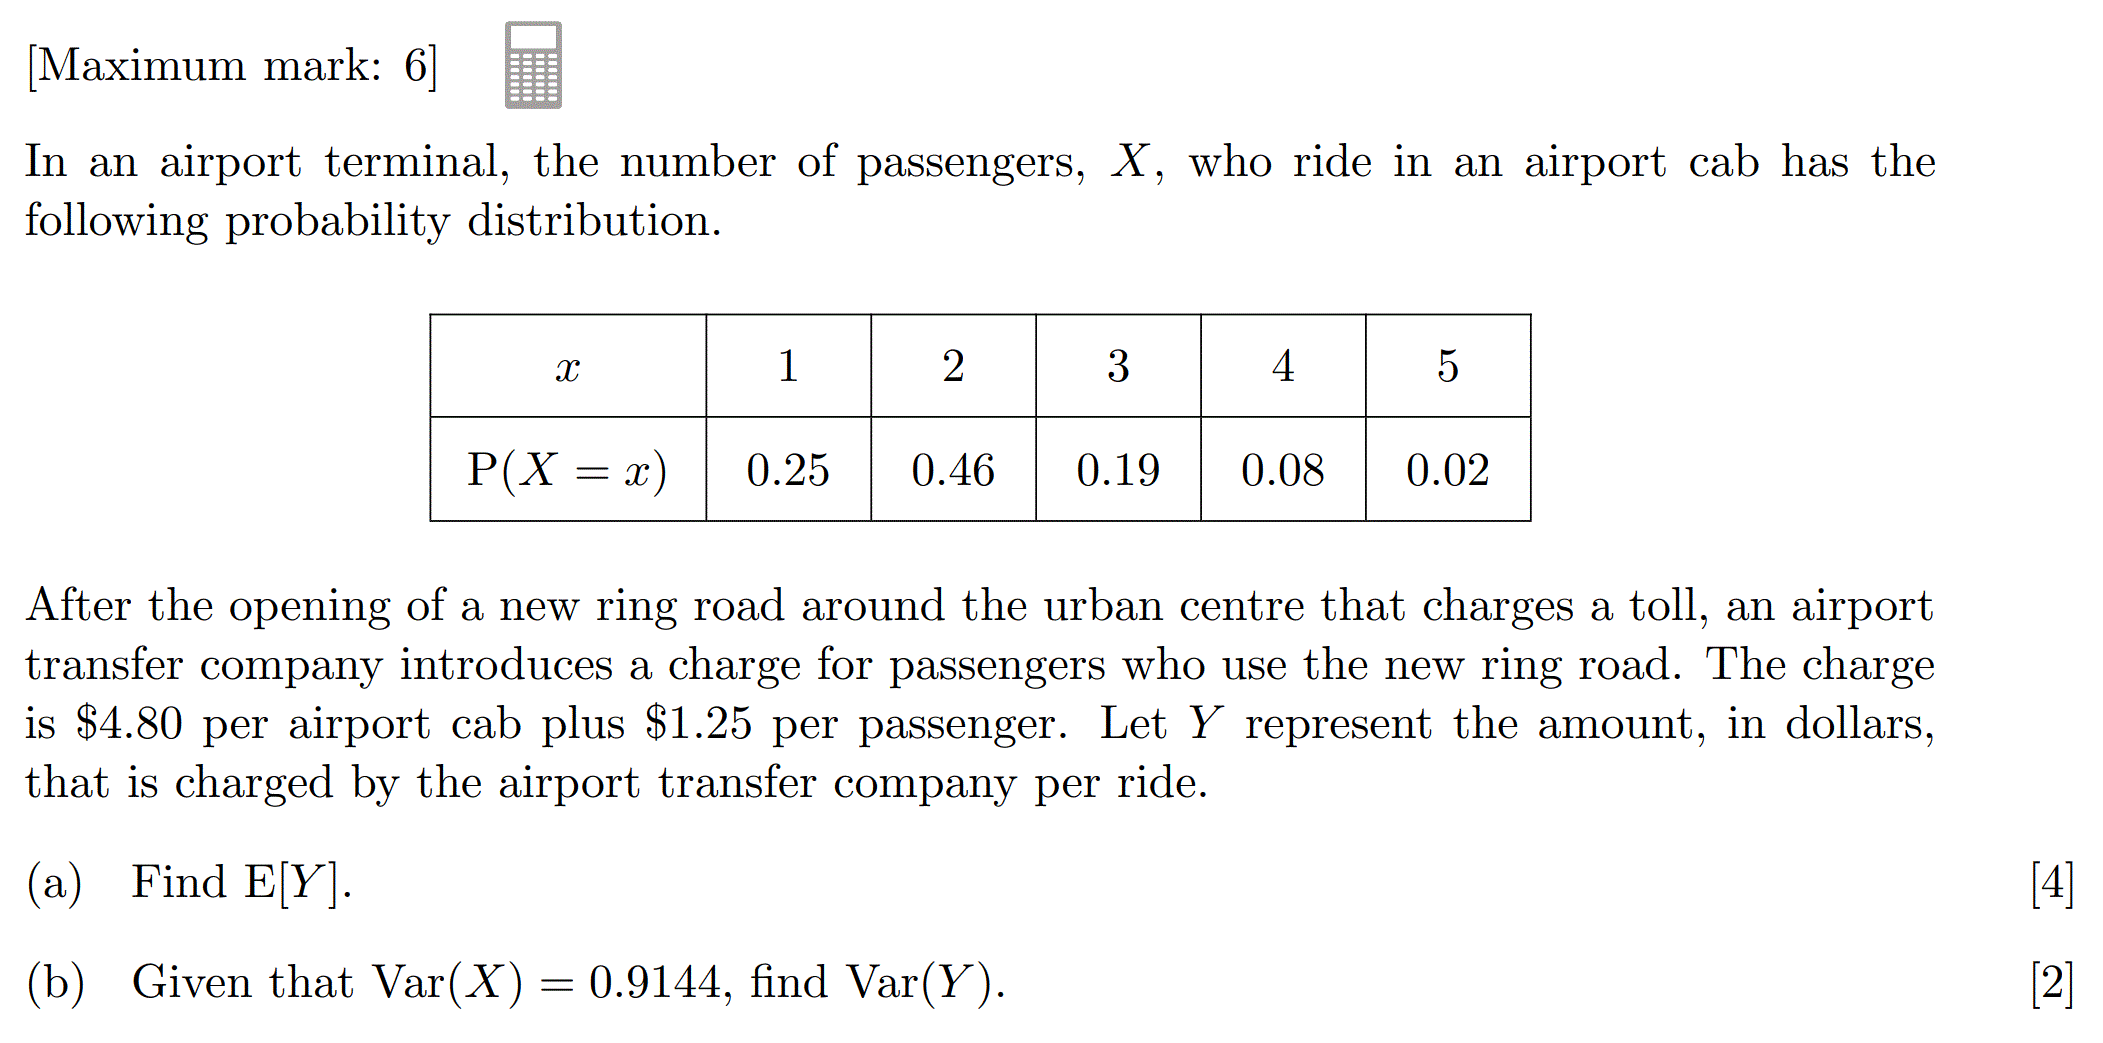 [Maximum mark: 6]
In an airport terminal, the number of passengers, X, who ride in an airport cab has the
following probability distribution.
x 1 2 3 4 5
P(X = x) 0.25 0.46 0.19 0.08 0.02
After the opening of a new ring road around the urban centre that charges a toll, an airport
transfer company introduces a charge for passengers who use the new ring road. The charge
is $4.80 per airport cab plus $1.25 per passenger. Let Y represent the amount, in dollars,
that is charged by the airport transfer company per ride.
(a) Find E[Y]. [4]
(b) Given that Var(X) = 0.9144, find Var(Y). [2]